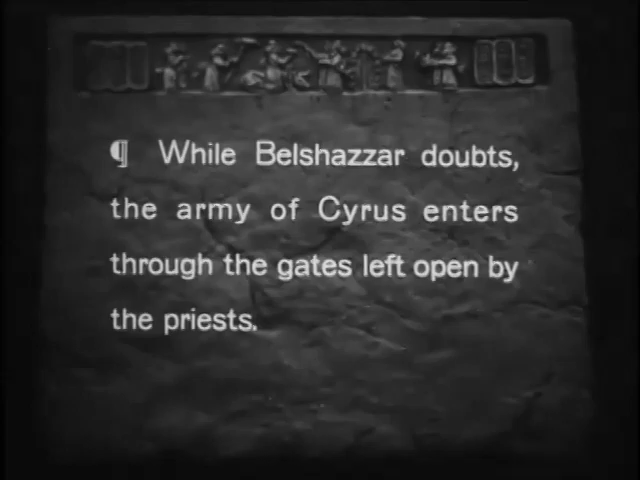 ¶ While Belshazzar doubts,
the army of Cyrus enters
through the gates left open by
the priests.